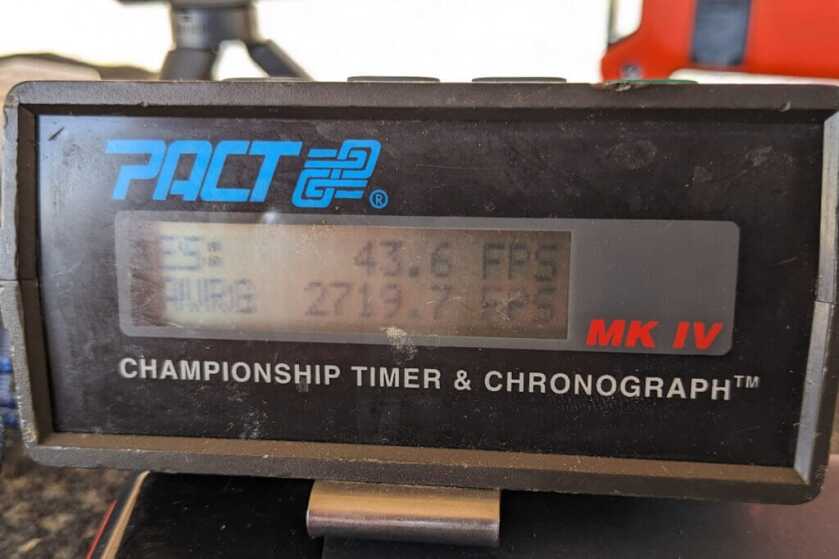 PACT ®
ES: 43.6 FPS
AVRG 2719.7 FPS
MK IV
CHAMPIONSHIP TIMER & CHRONOGRAPH™